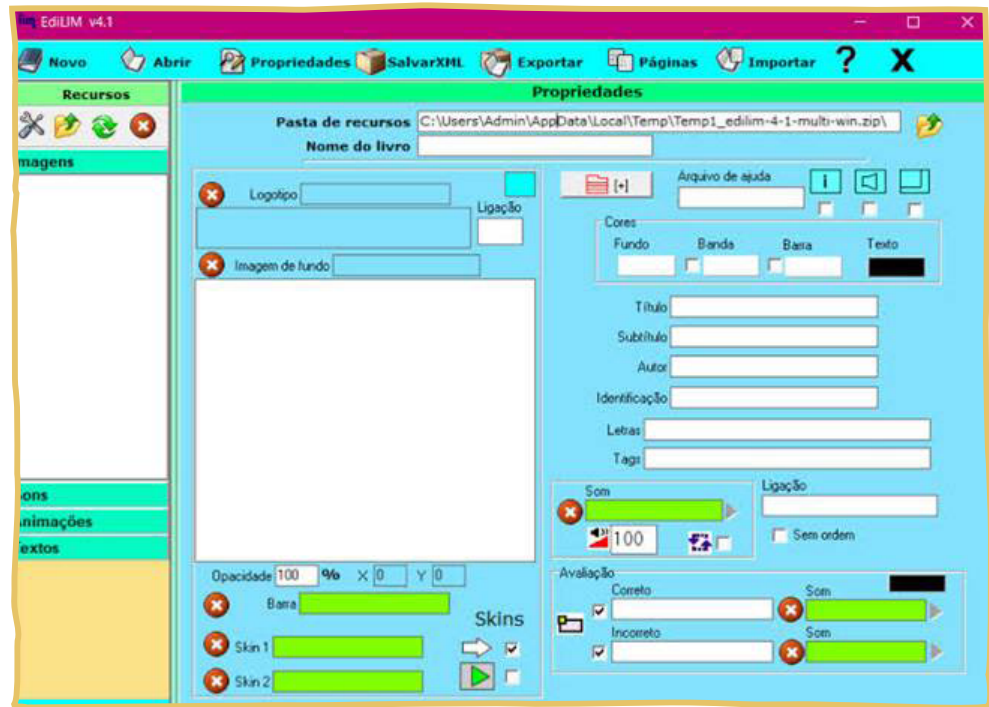 EdiLIM v4.1
Novo Abrir Propriedades SalvarXML Exportar Páginas Importar ? X
Recursos
Propriedades
Pasta de recursos C:\Users\Admin\AppData\Local\Temp\Temp1_edilim-4-1-multi-win.zip\
Nome do livro
magens
Logotipo
Ligação
Imagem de fundo
[+]
Arquivo de ajuda
i
Cores
Fundo Banda Barra Texto
Título
Subtítulo
Autor
Identificação
Letras
Tags
ons
nimações
extos
Som
100
Ligação
Sem ordem
Opacidade 100 % X 0 Y 0
Barra
Skins
Skin 1
Skin 2
Avaliação
Correto Som
Incorreto Som